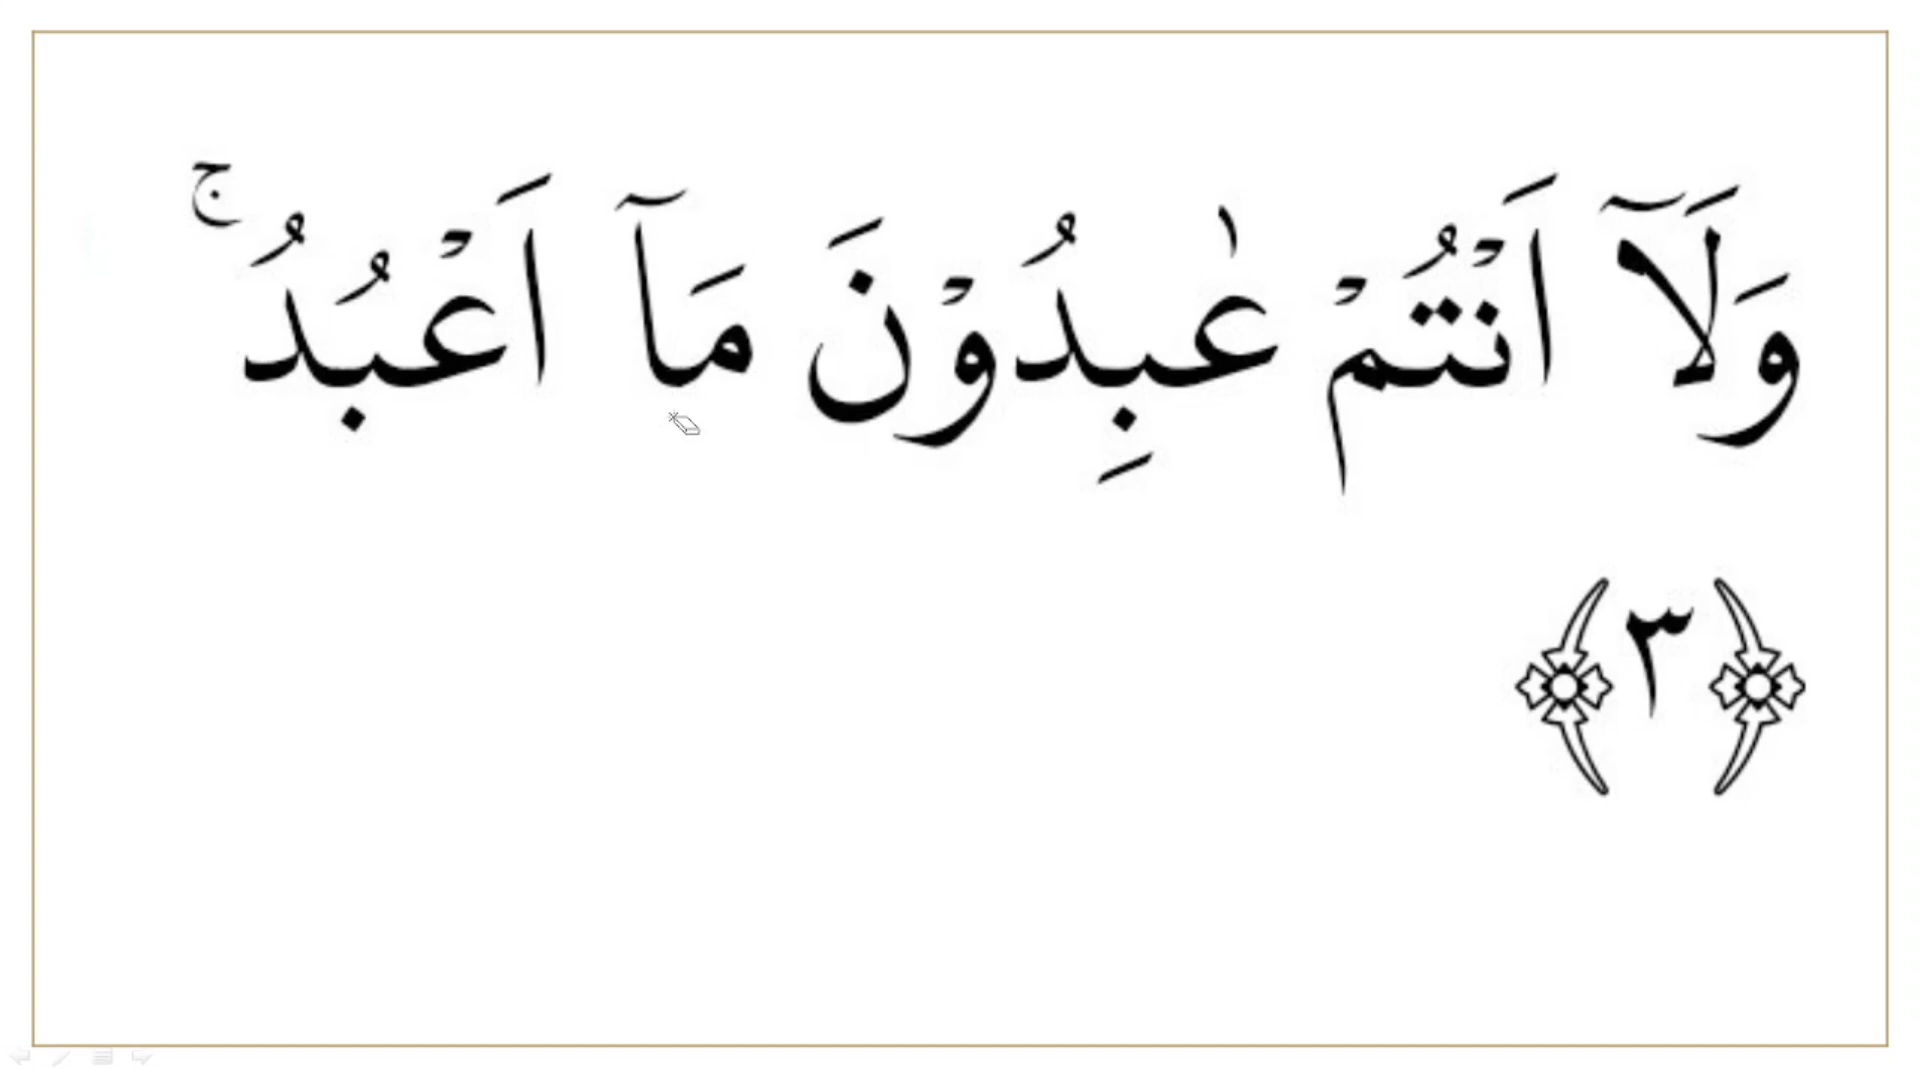 وَلَآ اَنْتُمْ عٰبِدُوْنَ مَآ اَعْبُدُ ۚ
﴿٣﴾